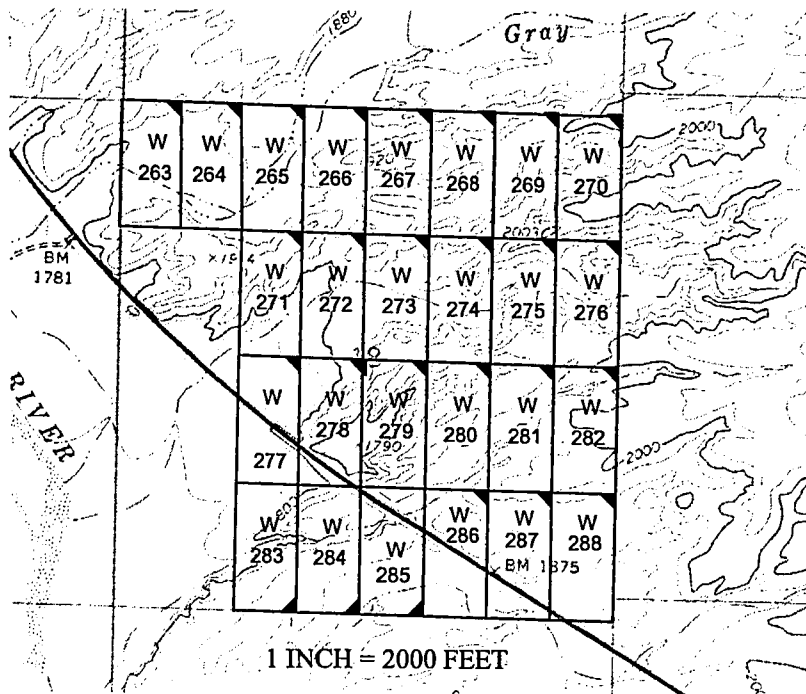 1880
Gray
2000
W W W W W W W W
263 264 265 266 267 268 269 270
BM
1781
W W W W W W
271 272 273 274 275 276
RIVER
W W W W W W
277 278 279 280 281 282
1790
2000
W W W W W W
283 284 285 286 287 288
BM 1875
1 INCH = 2000 FEET